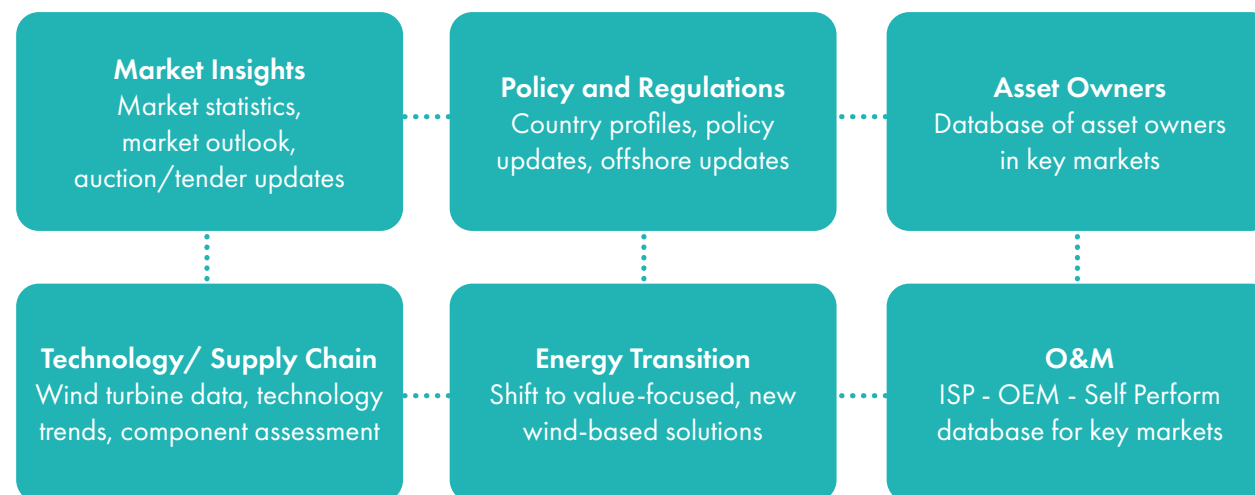 Market Insights
Market statistics,
market outlook,
auction/tender updates
Policy and Regulations
Country profiles, policy
updates, offshore updates
Asset Owners
Database of asset owners
in key markets
Technology/ Supply Chain
Wind turbine data, technology
trends, component assessment
Energy Transition
Shift to value-focused, new
wind-based solutions
O&M
ISP - OEM - Self Perform
database for key markets